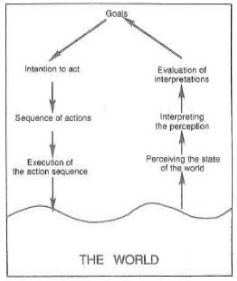 Goals
Intention to act
Sequence of actions
Execution of
the action sequence
Evaluation of
interpretations
Interpreting
the perception
Perceiving the state
of the world
THE WORLD